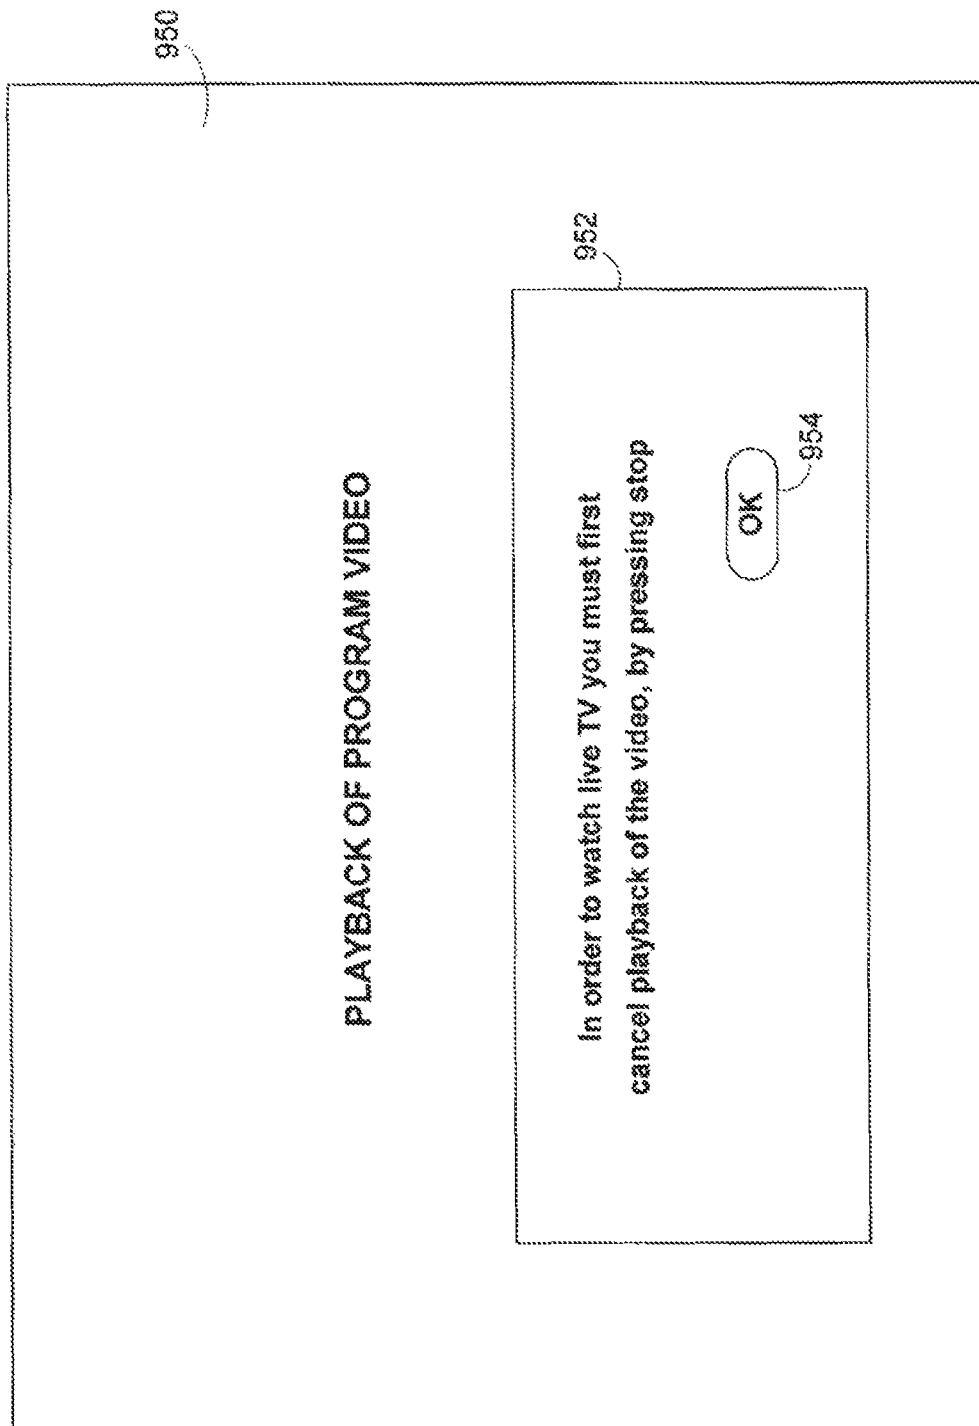 950
PLAYBACK OF PROGRAM VIDEO
952
In order to watch live TV you must first
cancel playback of the video, by pressing stop
OK
954